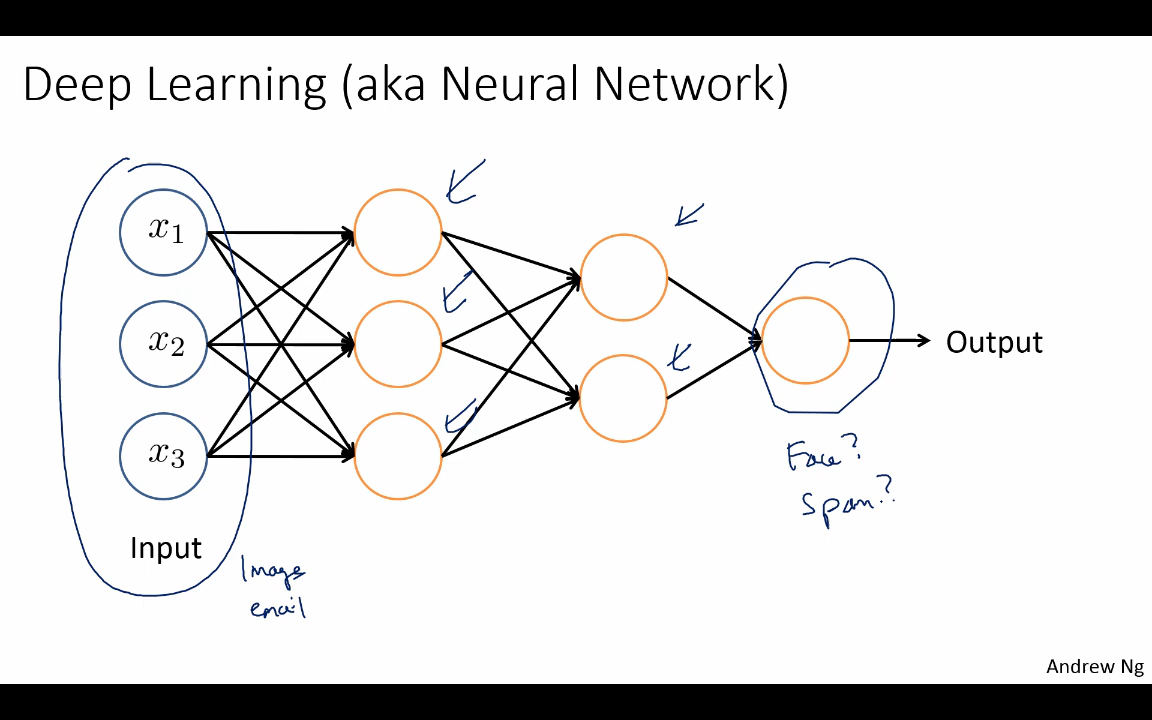 Deep Learning (aka Neural Network)
x1
x2
x3
Input
Output
Image
email
Face?
Spam?
Andrew Ng